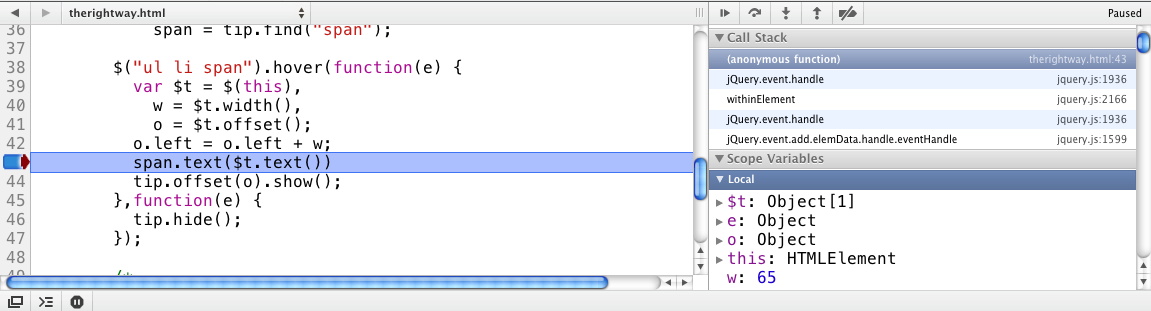 therightway.html
36 span = tip.find("span");
37
38 $("ul li span").hover(function(e) {
39 var $t = $(this),
40 w = $t.width(),
41 o = $t.offset();
42 o.left = o.left + w;
span.text($t.text())
44 tip.offset(o).show();
45 },function(e) {
46 tip.hide();
47 });
48
49 /*
Paused
Call Stack
(anonymous function) therightway.html:43
jQuery.event.handle jquery.js:1936
withinElement jquery.js:2166
jQuery.event.handle jquery.js:1936
jQuery.event.add.elemData.handle.eventHandle jquery.js:1599
Scope Variables
Local
$t: Object[1]
e: Object
o: Object
this: HTMLElement
w: 65